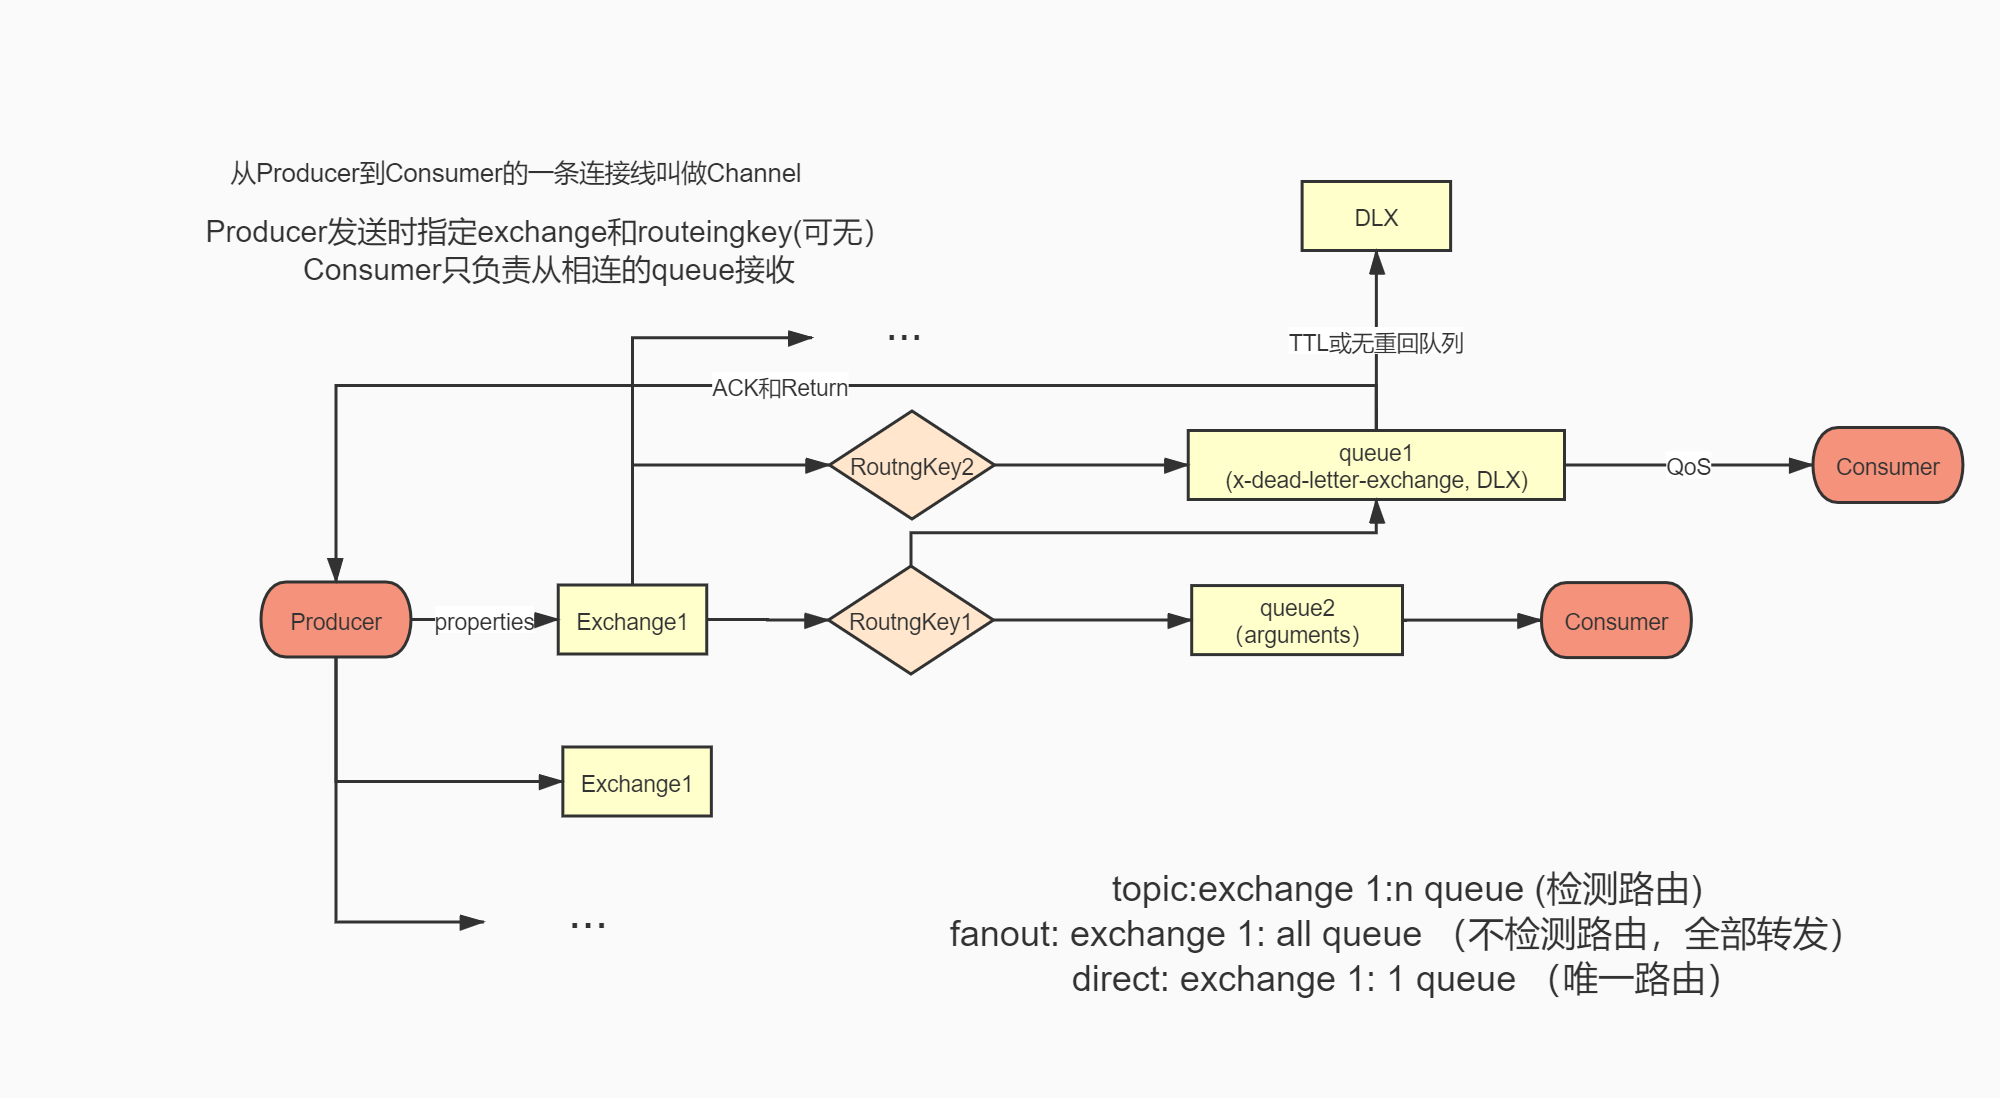 从Producer到Consumer的一条连接线叫做Channel
Producer发送时指定exchange和routeingkey(可无）
Consumer只负责从相连的queue接收
DLX
TTL或无重回队列
...
ACK和Return
RoutngKey2
queue1
(x-dead-letter-exchange, DLX)
QoS
Consumer
Producer
properties
Exchange1
RoutngKey1
queue2
（arguments）
Consumer
Exchange1
...
topic:exchange 1:n queue (检测路由)
fanout: exchange 1: all queue （不检测路由，全部转发）
direct: exchange 1: 1 queue （唯一路由）